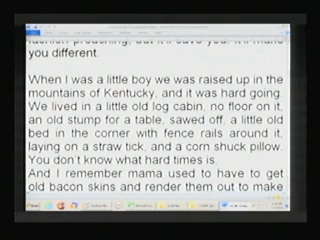 fashion preaching, but it'll save you. It'll make
you different.
When I was a little boy we was raised up in the
mountains of Kentucky, and it was hard going.
We lived in a little old log cabin, no floor on it,
an old stump for a table, sawed off, a little old
bed in the corner with fence rails around it,
laying on a straw tick, and a corn shuck pillow.
You don't know what hard times is.
And I remember mama used to have to get
old bacon skins and render them out to make